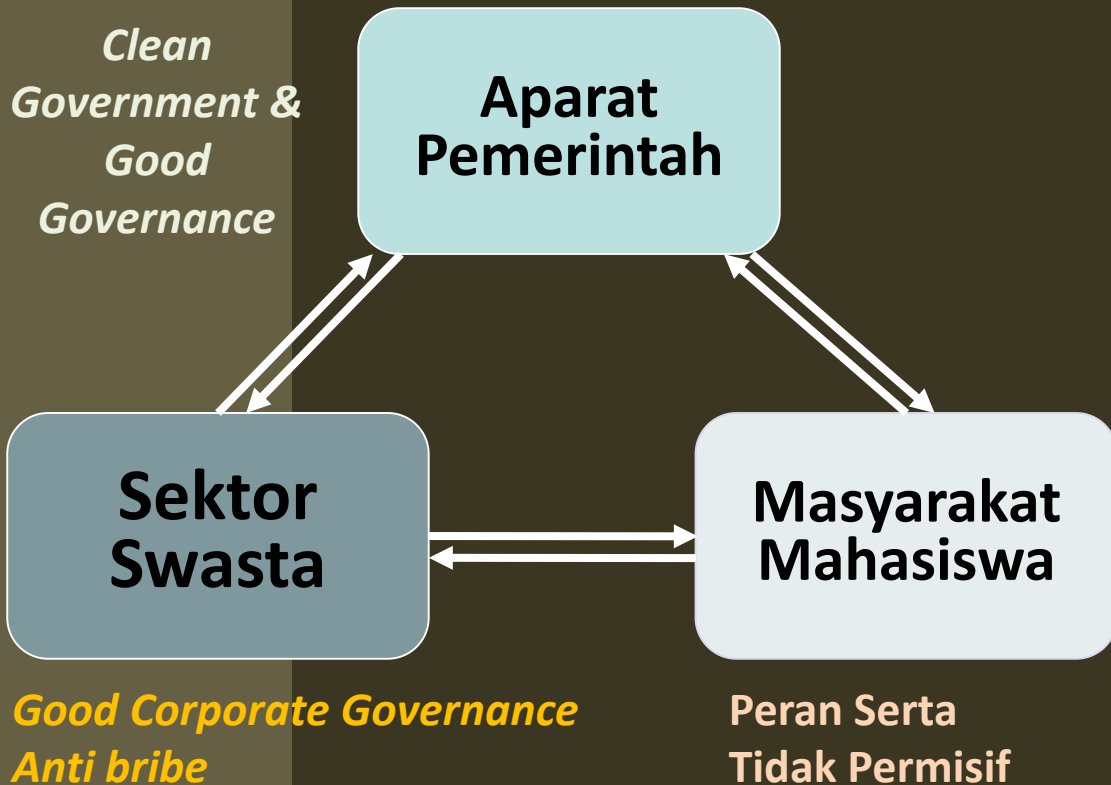 Clean
Government &
Good
Governance
Aparat
Pemerintah
Sektor
Swasta
Masyarakat
Mahasiswa
Good Corporate Governance
Anti bribe
Peran Serta
Tidak Permisif